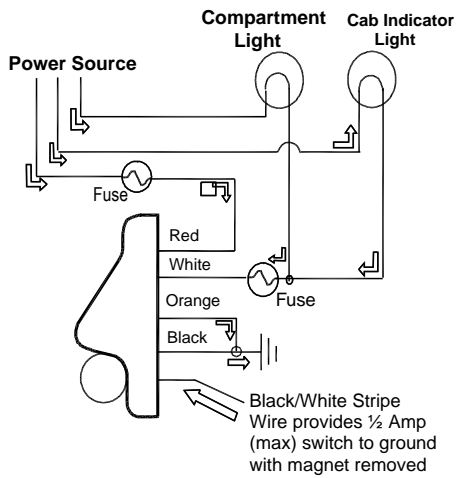 Compartment
Light
Cab Indicator
Light
Power Source
Fuse
Red
White
Fuse
Orange
Black
Black/White Stripe
Wire provides ½ Amp
(max) switch to ground
with magnet removed